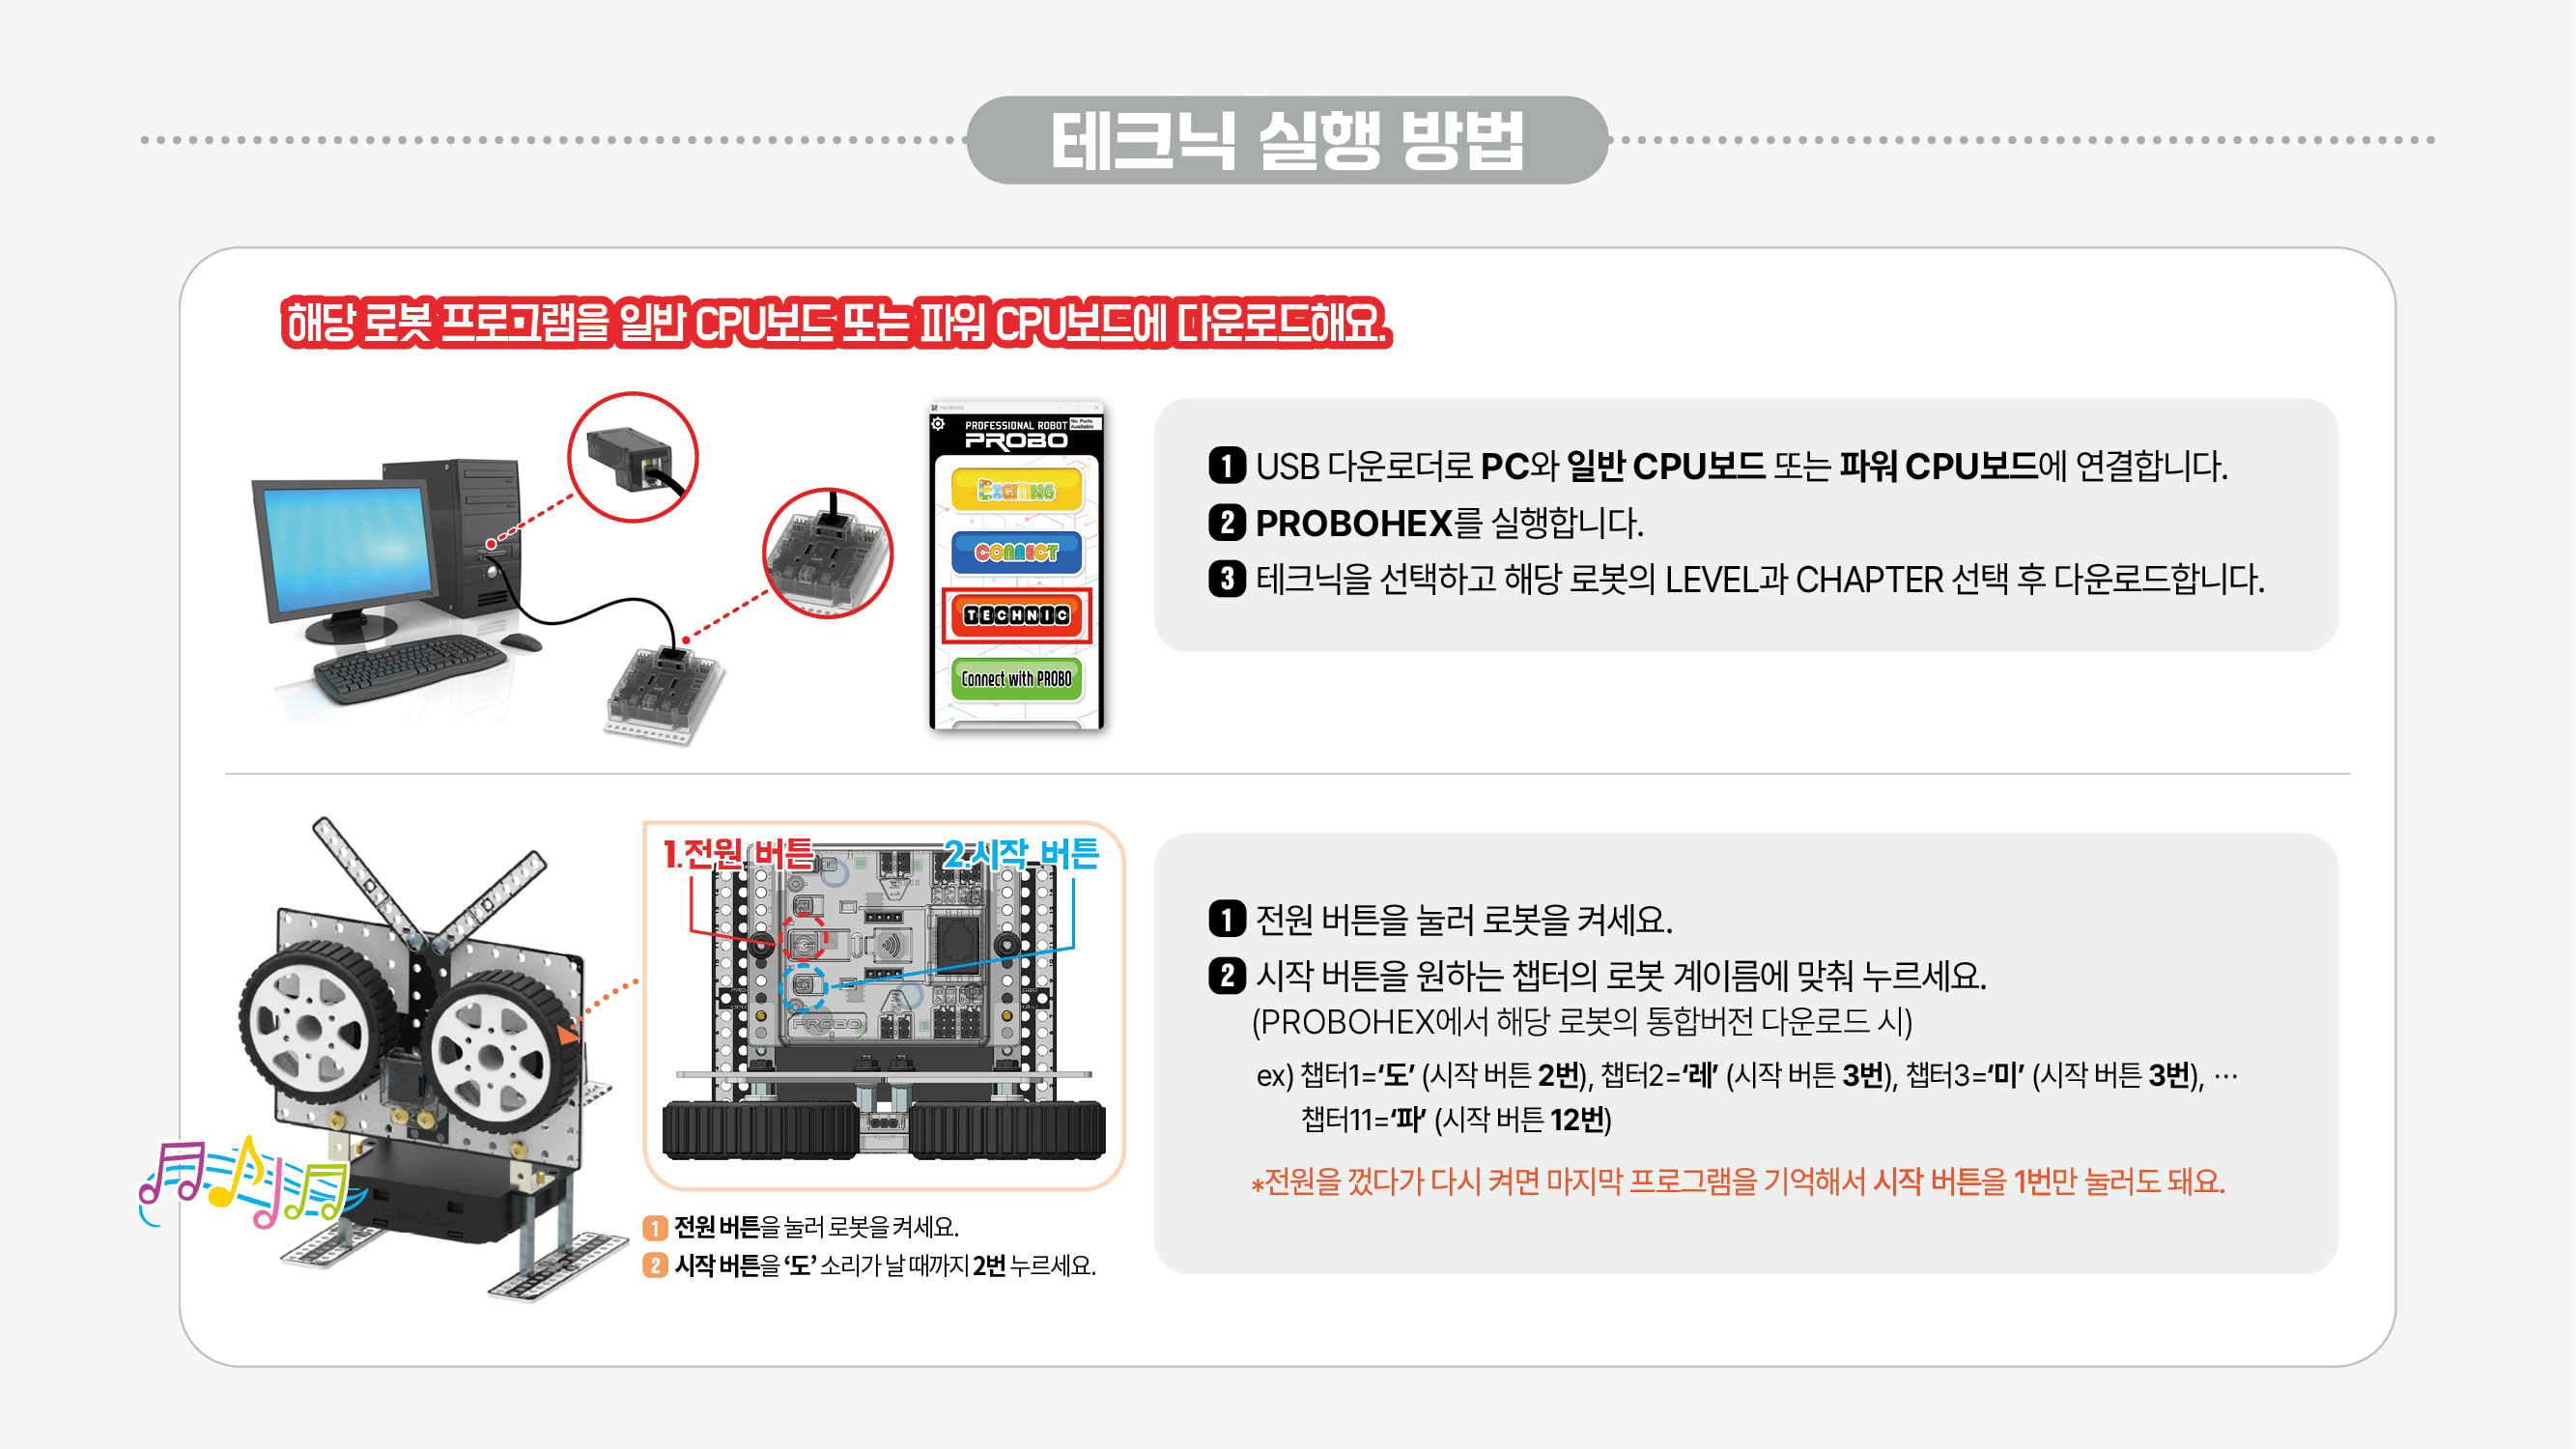 테크닉 실행 방법
해당 로봇 프로그램을 일반 CPU보드 또는 파워 CPU보드에 다운로드해요.
PROBOHEX
PROFESSIONAL ROBOT
No Ports
Available
PROBO
EXCITING
CONNECT
TECHNIC
Connect with PROBO
1 USB 다운로더로 PC와 일반 CPU보드 또는 파워 CPU보드에 연결합니다.
2 PROBOHEX를 실행합니다.
3 테크닉을 선택하고 해당 로봇의 LEVEL과 CHAPTER 선택 후 다운로드합니다.
1.전원 버튼
2.시작 버튼
PROBO
1 전원 버튼을 눌러 로봇을 켜세요.
2 시작 버튼을 ‘도’ 소리가 날 때까지 2번 누르세요.
1 전원 버튼을 눌러 로봇을 켜세요.
2 시작 버튼을 원하는 챕터의 로봇 계이름에 맞춰 누르세요.
(PROBOHEX에서 해당 로봇의 통합버전 다운로드 시)
ex) 챕터1=‘도’ (시작 버튼 2번), 챕터2=‘레’ (시작 버튼 3번), 챕터3=‘미’ (시작 버튼 3번), …
챕터11=‘파’ (시작 버튼 12번)
*전원을 껐다가 다시 켜면 마지막 프로그램을 기억해서 시작 버튼을 1번만 눌러도 돼요.